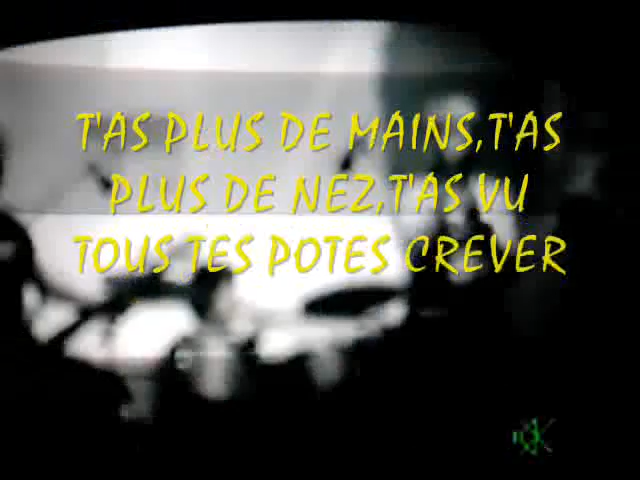 T'AS PLUS DE MAINS,T'AS
PLUS DE NEZ,T'AS VU
TOUS TES POTES CREVER